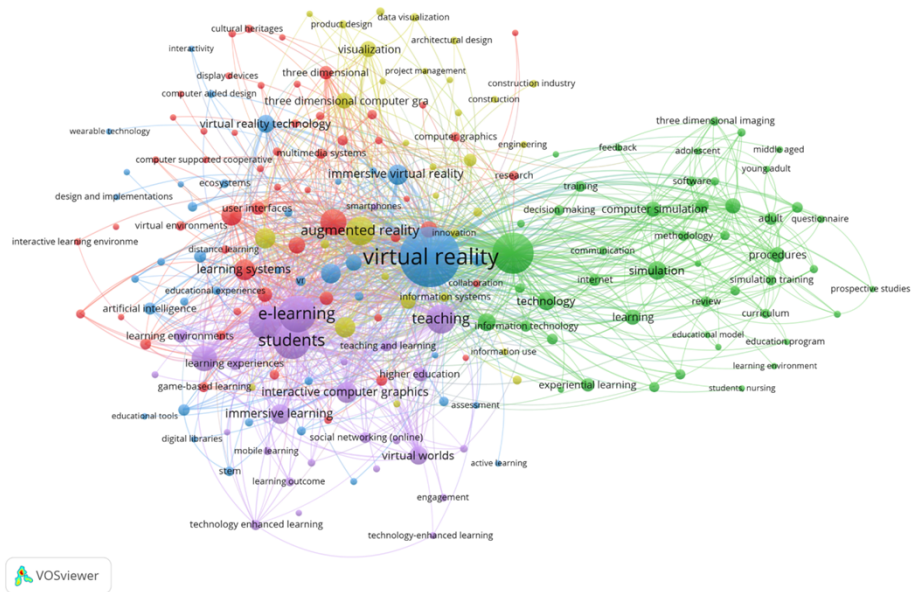 data visualization
product design
cultural heritages
architectural design
interactivity
visualization
display devices
three dimensional
project management
construction industry
computer aided design
three dimensional computer gra
construction
wearable technology
virtual reality technology
three dimensional imaging
computer graphics
engineering
feedback
adolescent
middle aged
multimedia systems
computer supported cooperative
young adult
immersive virtual reality
research
ecosystems
training
software
design and implementations
smartphones
user interfaces
decision making
computer simulation
adult
questionnaire
virtual environments
augmented reality
innovation
methodology
interactive learning environme
distance learning
virtual reality
communication
procedures
learning systems
vr
collaboration
internet
simulation
simulation training
prospective studies
educational experiences
information systems
technology
review
artificial intelligence
e-learning
teaching
learning
curriculum
information technology
learning environments
students
teaching and learning
educational model
education program
information use
learning experiences
higher education
learning environment
game-based learning
interactive computer graphics
experiential learning
students, nursing
educational tools
immersive learning
assessment
digital libraries
social networking (online)
mobile learning
virtual worlds
active learning
stem
learning outcome
engagement
technology enhanced learning
technology-enhanced learning
VOSviewer